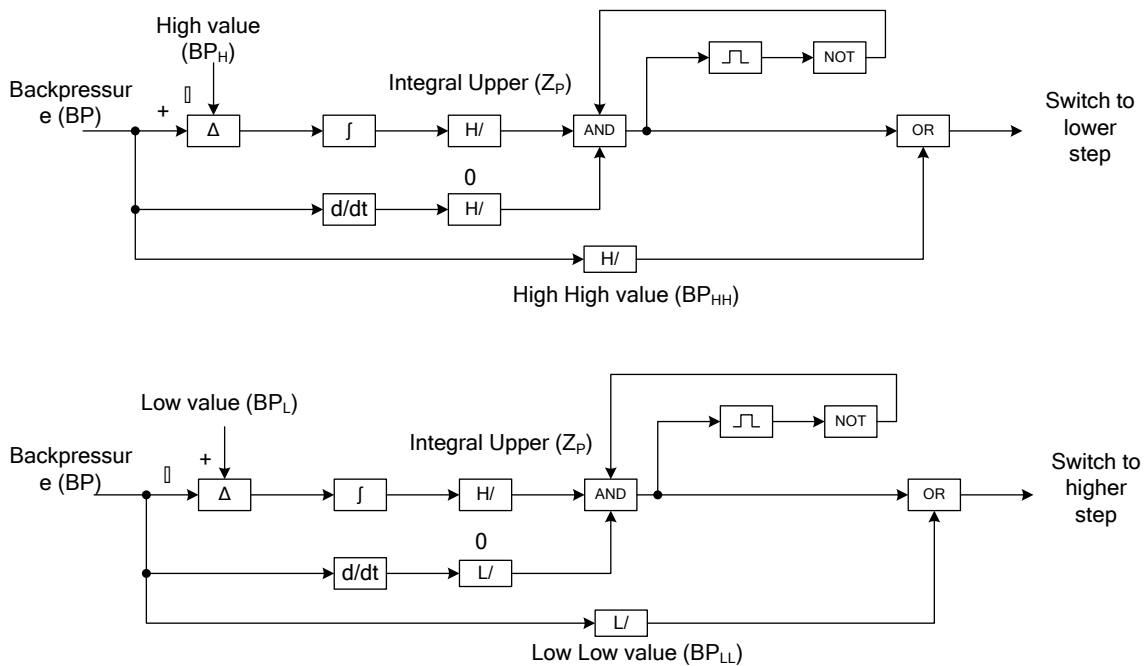 High value
(BPH)
Backpressur
e (BP)
+
▯
Δ
∫
Integral Upper (ZP)
H/
AND
⎍
NOT
OR
Switch to
lower
step
d/dt
0
H/
H/
High High value (BPHH)
Low value (BPL)
Backpressur
e (BP)
▯
+
Δ
∫
Integral Upper (ZP)
H/
AND
NOT
OR
Switch to
higher
step
d/dt
0
L/
L/
Low Low value (BPLL)